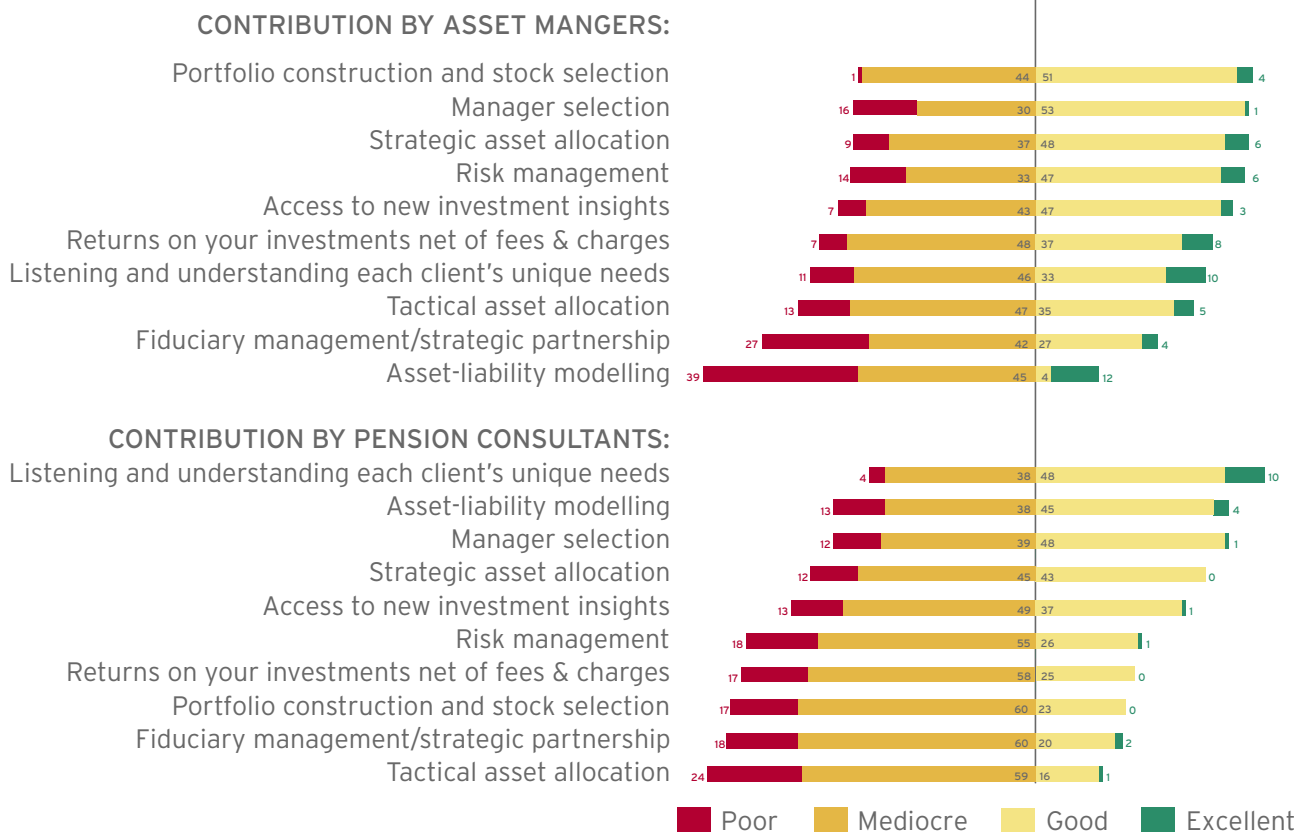 CONTRIBUTION BY ASSET MANGERS:
Portfolio construction and stock selection 1 44 51 4
Manager selection 16 30 53 1
Strategic asset allocation 9 37 48 6
Risk management 14 33 47 6
Access to new investment insights 7 43 47 3
Returns on your investments net of fees & charges 7 48 37 8
Listening and understanding each client's unique needs 11 46 33 10
Tactical asset allocation 13 47 35 5
Fiduciary management/strategic partnership 27 42 27 4
Asset-liability modelling 39 45 4 12
CONTRIBUTION BY PENSION CONSULTANTS:
Listening and understanding each client's unique needs 4 38 48 10
Asset-liability modelling 13 38 45 4
Manager selection 12 39 48 1
Strategic asset allocation 12 45 43 0
Access to new investment insights 13 49 37 1
Risk management 18 55 26 1
Returns on your investments net of fees & charges 17 58 25 0
Portfolio construction and stock selection 17 60 23 0
Fiduciary management/strategic partnership 18 60 20 2
Tactical asset allocation 24 59 16 1
Poor Mediocre Good Excellent